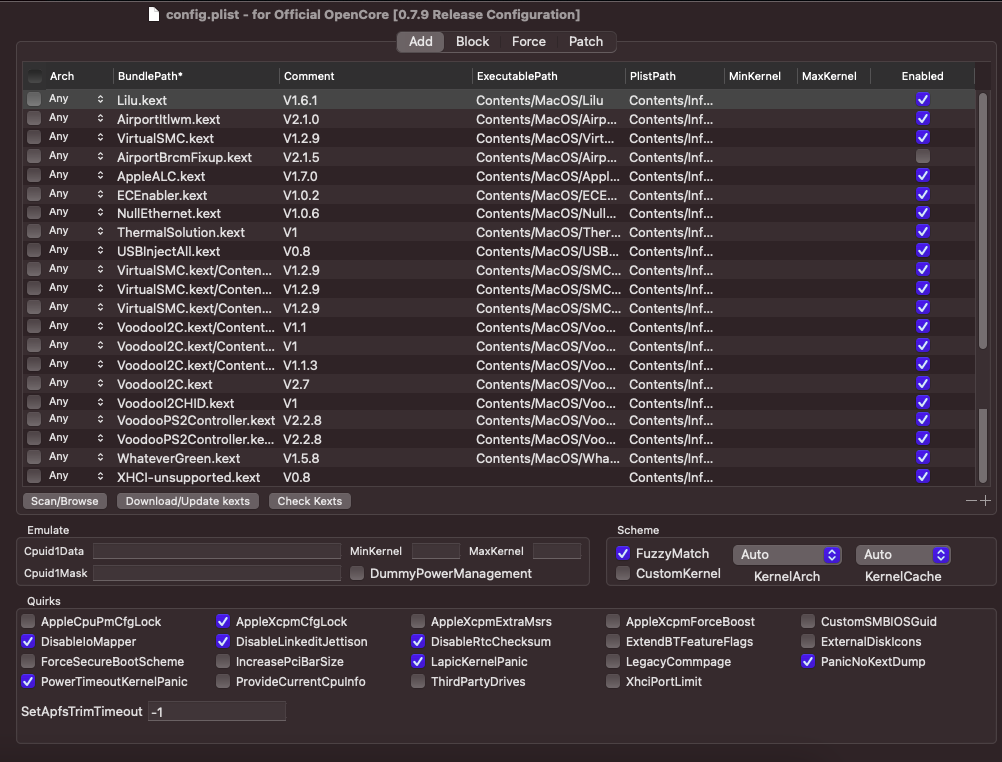 config.plist - for Official OpenCore [0.7.9 Release Configuration]
Add Block Force Patch
Arch BundlePath* Comment ExecutablePath PlistPath MinKernel MaxKernel Enabled
Any Lilu.kext V1.6.1 Contents/MacOS/Lilu Contents/Inf...
Any AirportItlwm.kext V2.1.0 Contents/MacOS/Airp... Contents/Inf...
Any VirtualSMC.kext V1.2.9 Contents/MacOS/Virt... Contents/Inf...
Any AirportBrcmFixup.kext V2.1.5 Contents/MacOS/Airp... Contents/Inf...
Any AppleALC.kext V1.7.0 Contents/MacOS/Appl... Contents/Inf...
Any ECEnabler.kext V1.0.2 Contents/MacOS/ECE... Contents/Inf...
Any NullEthernet.kext V1.0.6 Contents/MacOS/Null... Contents/Inf...
Any ThermalSolution.kext V1 Contents/MacOS/Ther... Contents/Inf...
Any USBInjectAll.kext V0.8 Contents/MacOS/USB... Contents/Inf...
Any VirtualSMC.kext/Conten... V1.2.9 Contents/MacOS/SMC... Contents/Inf...
Any VirtualSMC.kext/Conten... V1.2.9 Contents/MacOS/SMC... Contents/Inf...
Any VirtualSMC.kext/Conten... V1.2.9 Contents/MacOS/SMC... Contents/Inf...
Any VoodooI2C.kext/Content... V1.1 Contents/MacOS/Voo... Contents/Inf...
Any VoodooI2C.kext/Content... V1 Contents/MacOS/Voo... Contents/Inf...
Any VoodooI2C.kext/Content... V1.1.3 Contents/MacOS/Voo... Contents/Inf...
Any VoodooI2C.kext V2.7 Contents/MacOS/Voo... Contents/Inf...
Any VoodooI2CHID.kext V1 Contents/MacOS/Voo... Contents/Inf...
Any VoodooPS2Controller.kext V2.2.8 Contents/MacOS/Voo... Contents/Inf...
Any VoodooPS2Controller.ke... V2.2.8 Contents/MacOS/Voo... Contents/Inf...
Any WhateverGreen.kext V1.5.8 Contents/MacOS/Wha... Contents/Inf...
Any XHCI-unsupported.kext V0.8 Contents/Inf...
Scan/Browse Download/Update kexts Check Kexts
Emulate Scheme
Cpuid1Data MinKernel MaxKernel FuzzyMatch Auto Auto
Cpuid1Mask DummyPowerManagement CustomKernel KernelArch KernelCache
Quirks
AppleCpuPmCfgLock AppleXcpmCfgLock AppleXcpmExtraMsrs AppleXcpmForceBoost CustomSMBIOSGuid
DisableIoMapper DisableLinkeditJettison DisableRtcChecksum ExtendBTFeatureFlags ExternalDiskIcons
ForceSecureBootScheme IncreasePciBarSize LapicKernelPanic LegacyCommpage PanicNoKextDump
PowerTimeoutKernelPanic ProvideCurrentCpuInfo ThirdPartyDrives XhciPortLimit
SetApfsTrimTimeout -1